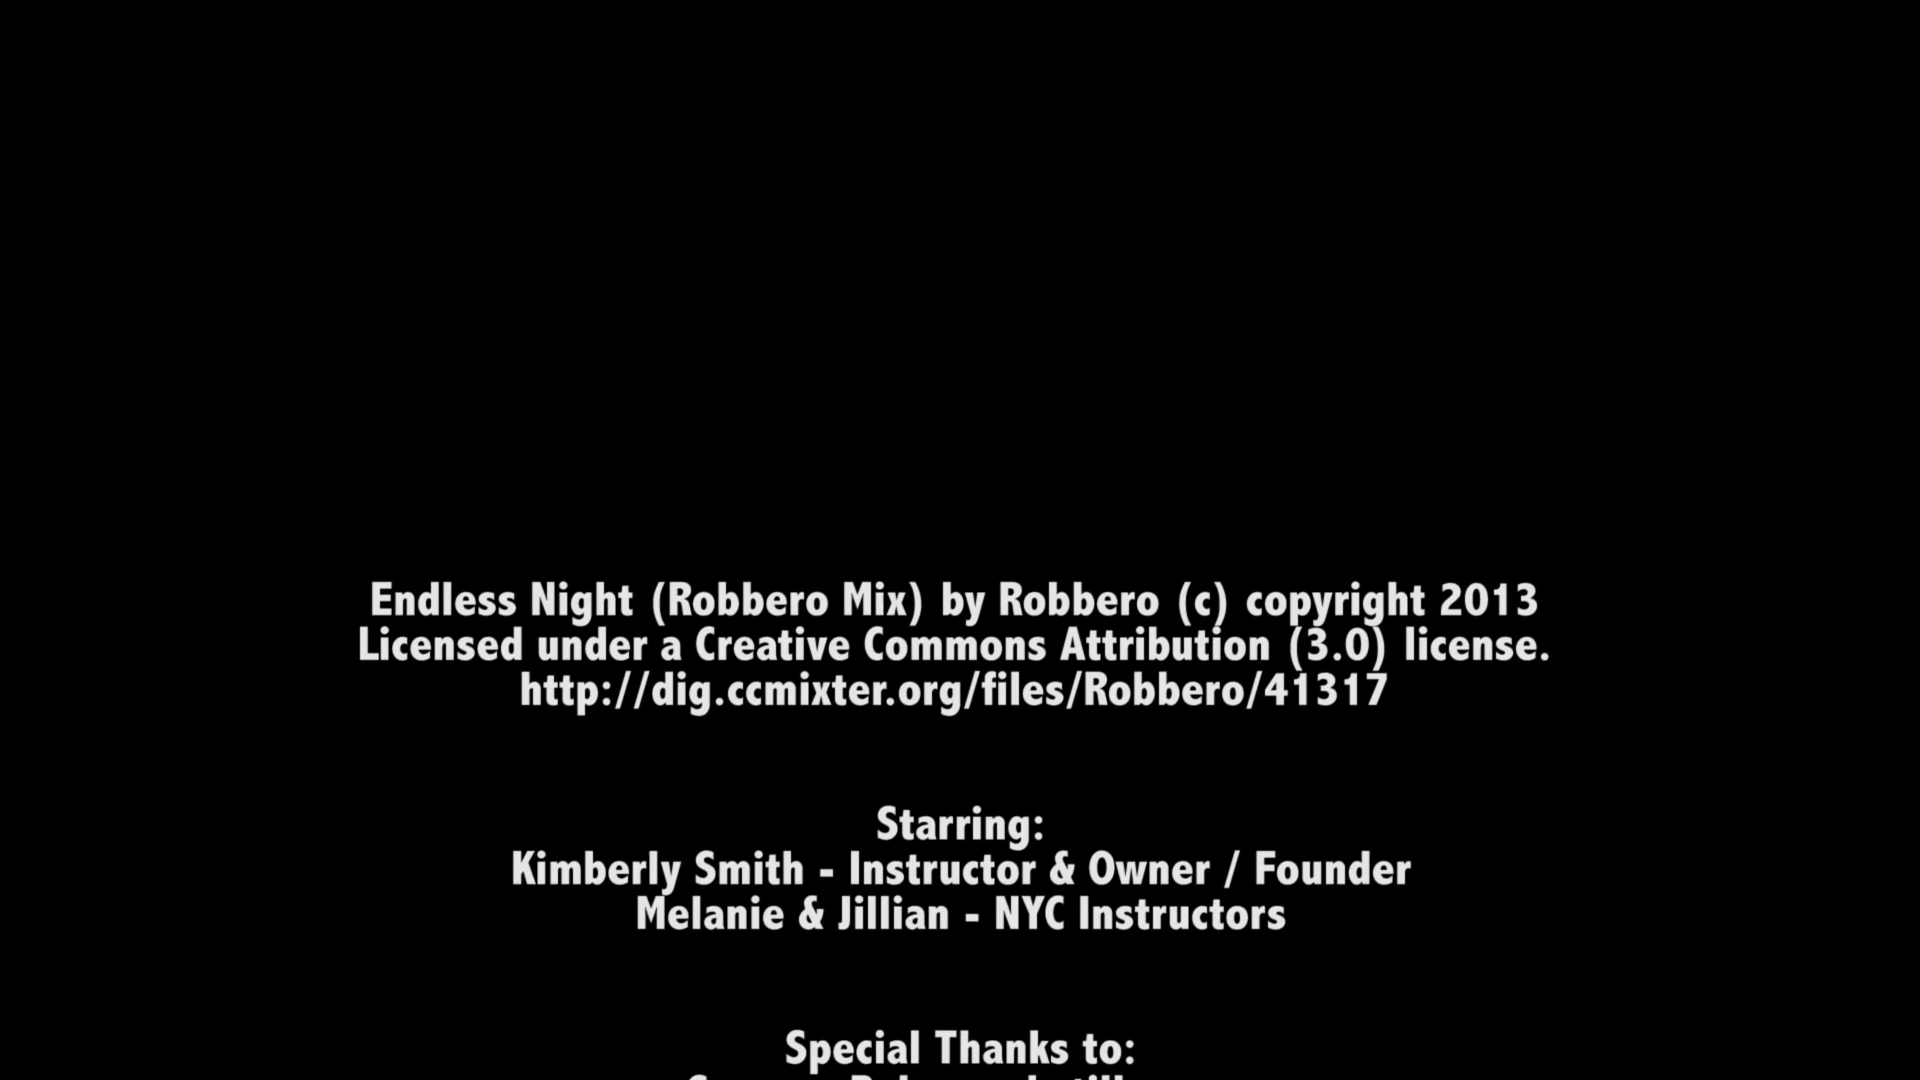 Endless Night (Robbero Mix) by Robbero (c) copyright 2013
Licensed under a Creative Commons Attribution (3.0) license.
http://dig.ccmixter.org/files/Robbero/41317
Starring:
Kimberly Smith - Instructor & Owner / Founder
Melanie & Jillian - NYC Instructors
Special Thanks to: